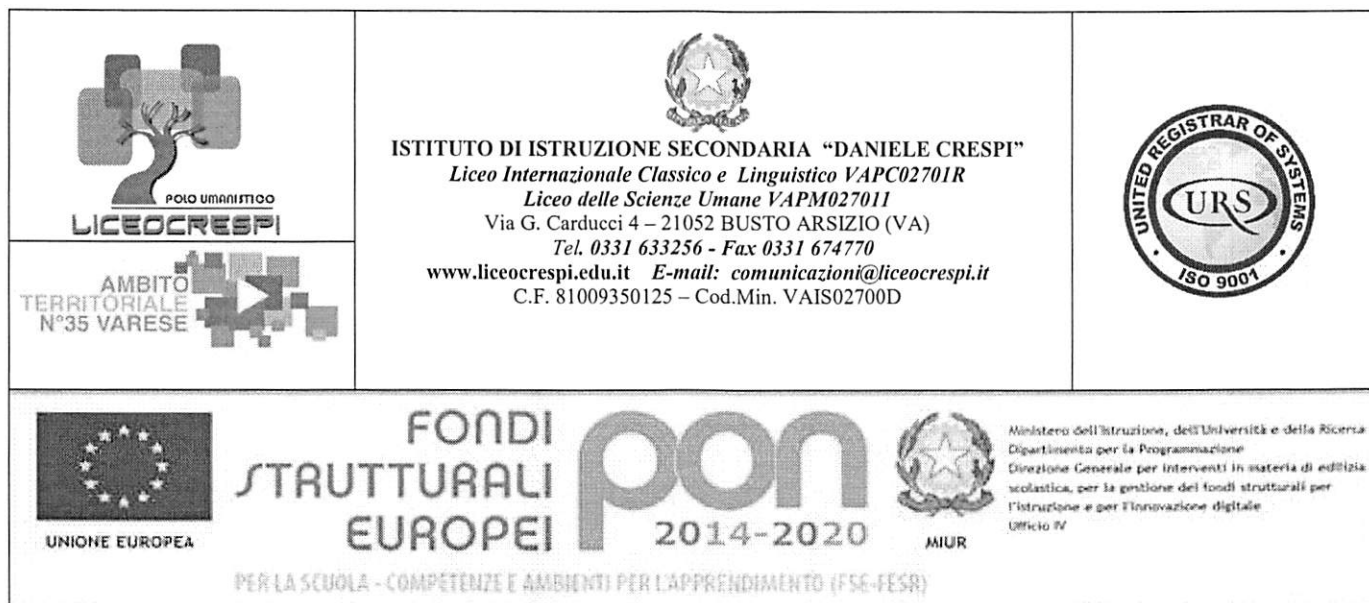 POLO UMANISTICO
LICEOCRESPI
AMBITO
TERRITORIALE
N°35 VARESE
ISTITUTO DI ISTRUZIONE SECONDARIA “DANIELE CRESPI”
Liceo Internazionale Classico e Linguistico VAPC02701R
Liceo delle Scienze Umane VAPM027011
Via G. Carducci 4 – 21052 BUSTO ARSIZIO (VA)
Tel. 0331 633256 - Fax 0331 674770
www.liceocrespi.edu.it E-mail: comunicazioni@liceocrespi.it
C.F. 81009350125 – Cod.Min. VAIS02700D
UNITED REGISTRAR OF SYSTEMS
URS
· ISO 9001 ·
UNIONE EUROPEA
FONDI
STRUTTURALI
EUROPEI
pon
2014-2020
MIUR
Ministero dell'Istruzione, dell'Università e della Ricerca
Dipartimento per la Programmazione
Direzione Generale per interventi in materia di edilizia
scolastica, per la gestione dei fondi strutturali per
l'istruzione e per l'innovazione digitale
Ufficio IV
PER LA SCUOLA - COMPETENZE E AMBIENTI PER L'APPRENDIMENTO (FSE-FESR)